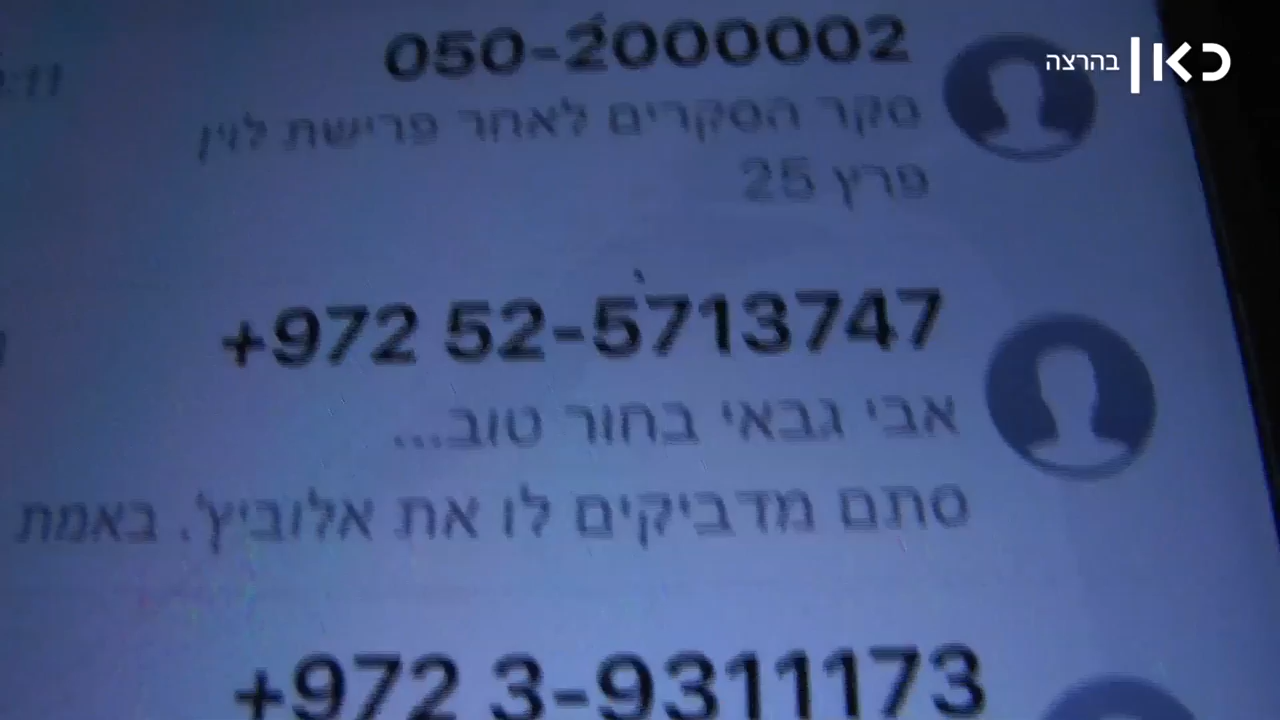 כאן
בהרצה
050-2000002
סקר הסקרים לאחר פרישת לוין
פרץ 25
+972 52-5713747
אבי גבאי בחור טוב...
סתם מדביקים לו את אלוביץ'. באמת
+972 3-9311173